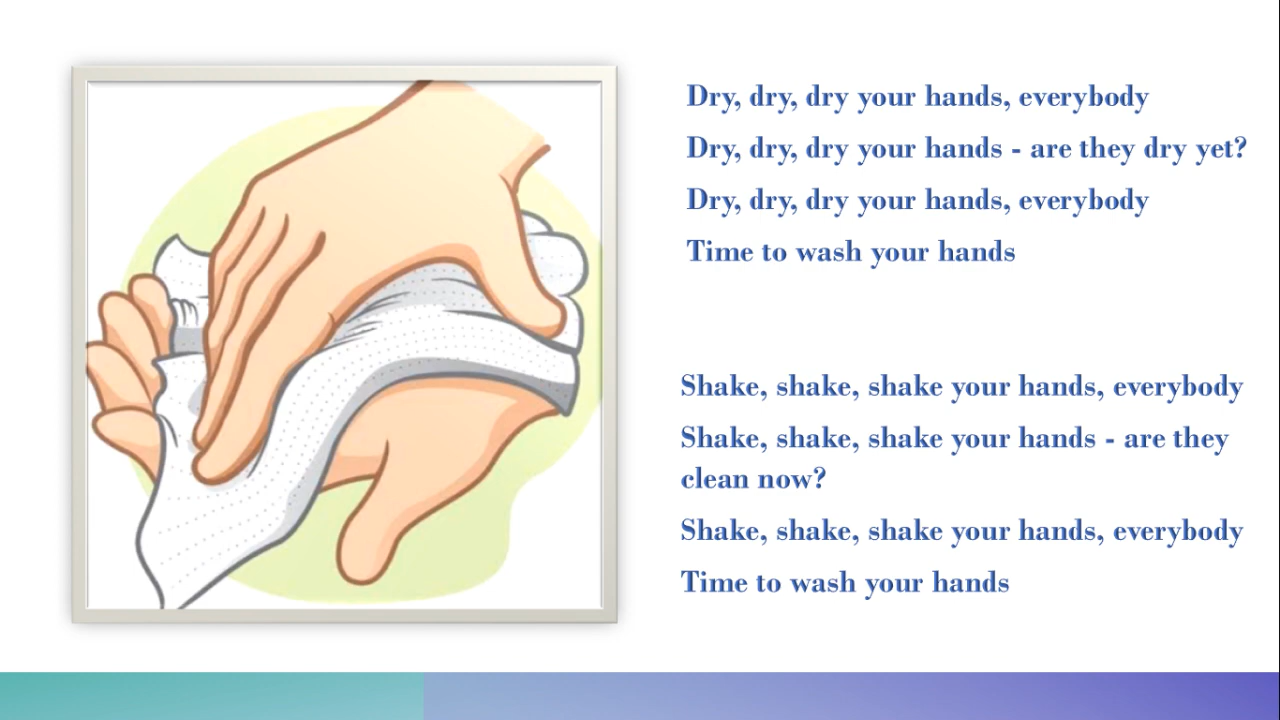 Dry, dry, dry your hands, everybody
Dry, dry, dry your hands - are they dry yet?
Dry, dry, dry your hands, everybody
Time to wash your hands
Shake, shake, shake your hands, everybody
Shake, shake, shake your hands - are they
clean now?
Shake, shake, shake your hands, everybody
Time to wash your hands